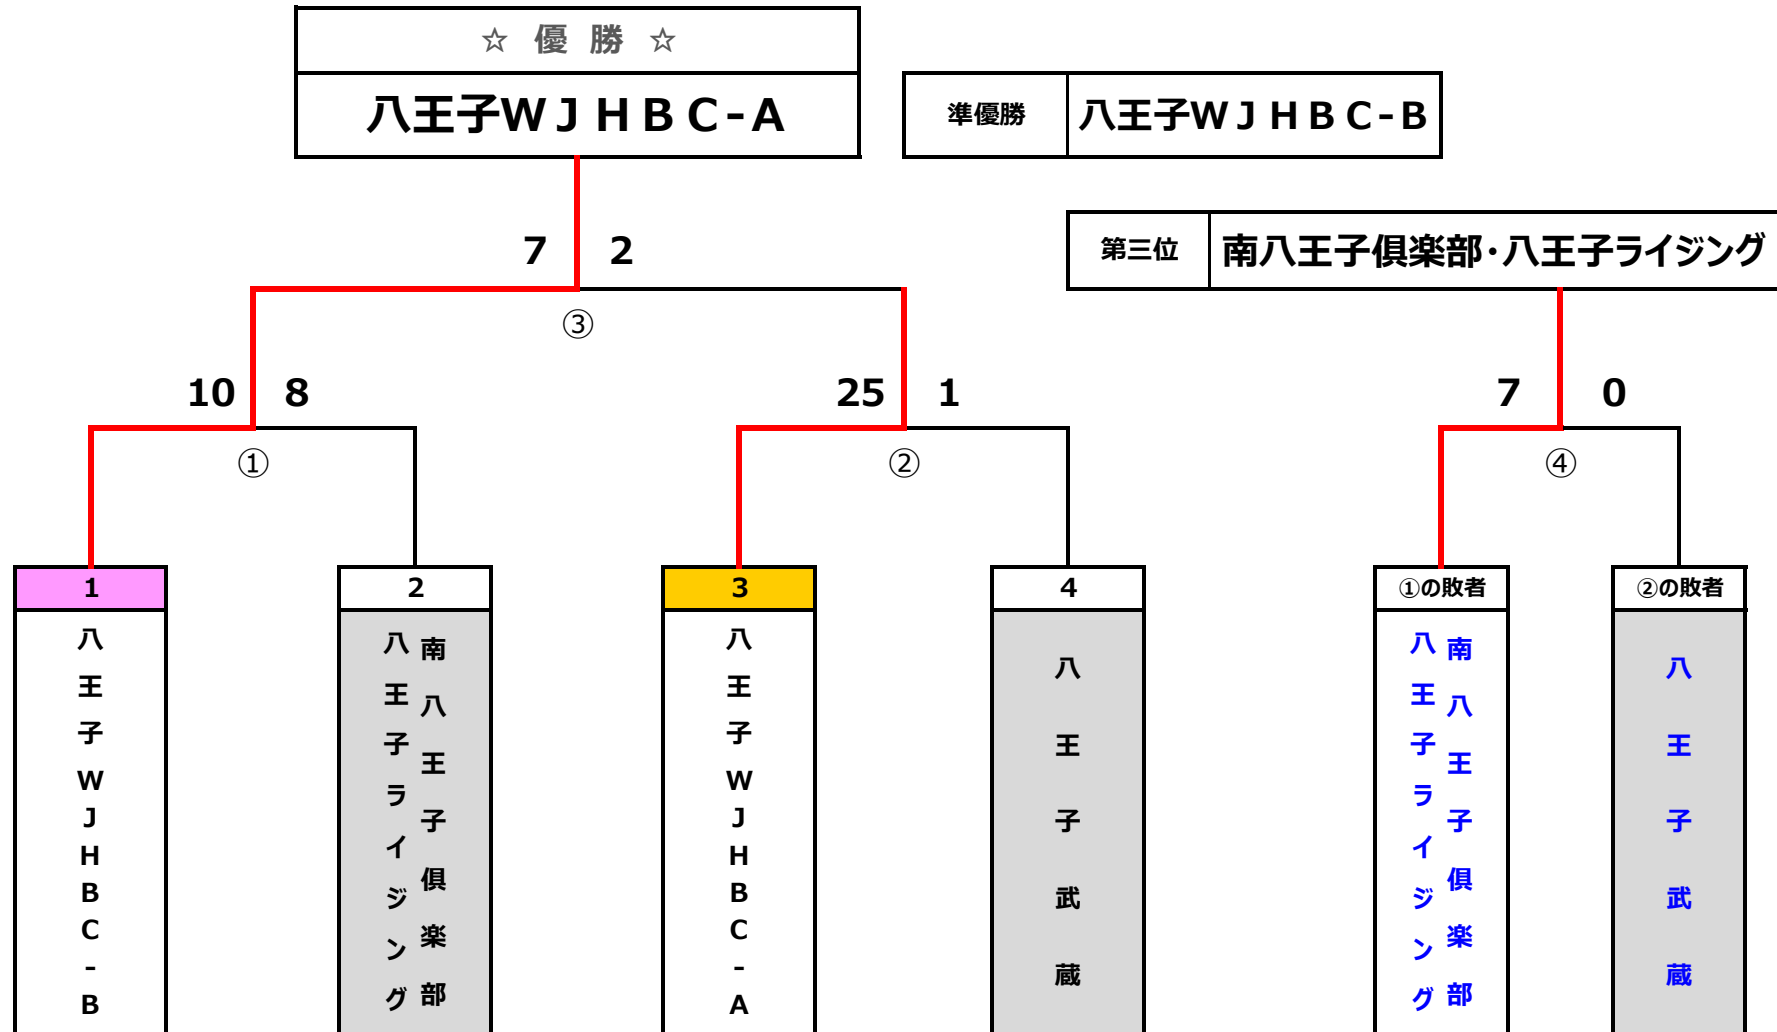 ☆ 優 勝 ☆
八王子WJHBC-A
準優勝 八王子WJHBC-B
7 2
第三位 南八王子倶楽部・八王子ライジング
③
10 8
25 1
7 0
①
②
④
1
2
3
4
①の敗者
②の敗者
八王子WJHBC-B
南八王子倶楽部
八王子ライジング
八王子WJHBC-A
八王子武蔵
南八王子倶楽部
八王子ライジング
八王子武蔵